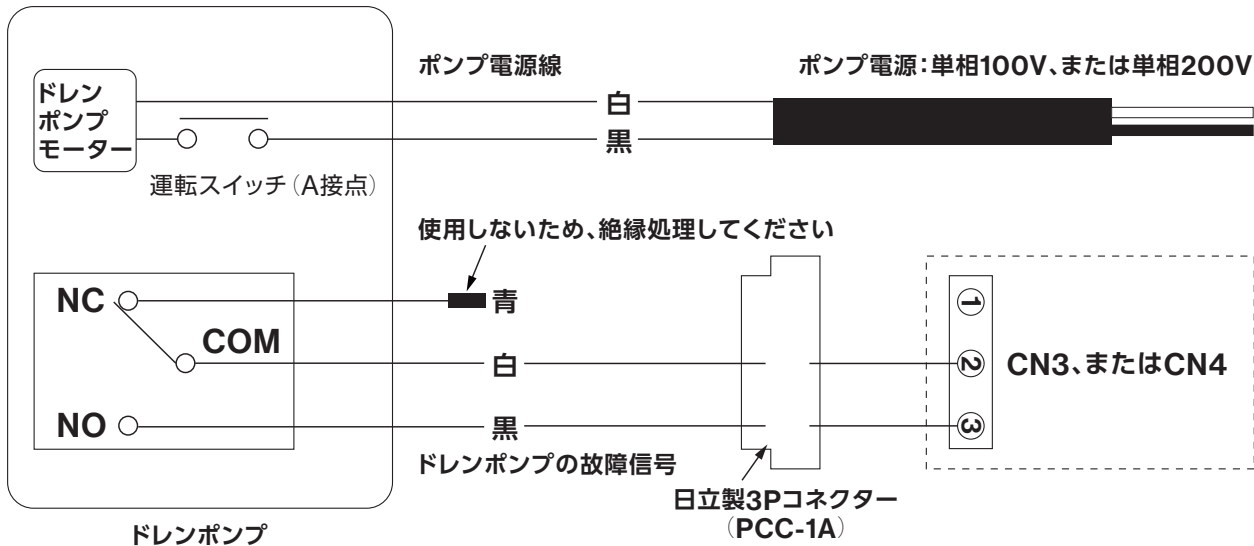 ポンプ電源線
ポンプ電源：単相100V、または単相200V
ドレン
ポンプ
モーター
白
黒
運転スイッチ（A接点）
使用しないため、絶縁処理してください
NC
青
①
COM
白
②
CN3、またはCN4
NO
黒
③
ドレンポンプの故障信号
日立製3Pコネクター
（PCC-1A）
ドレンポンプ